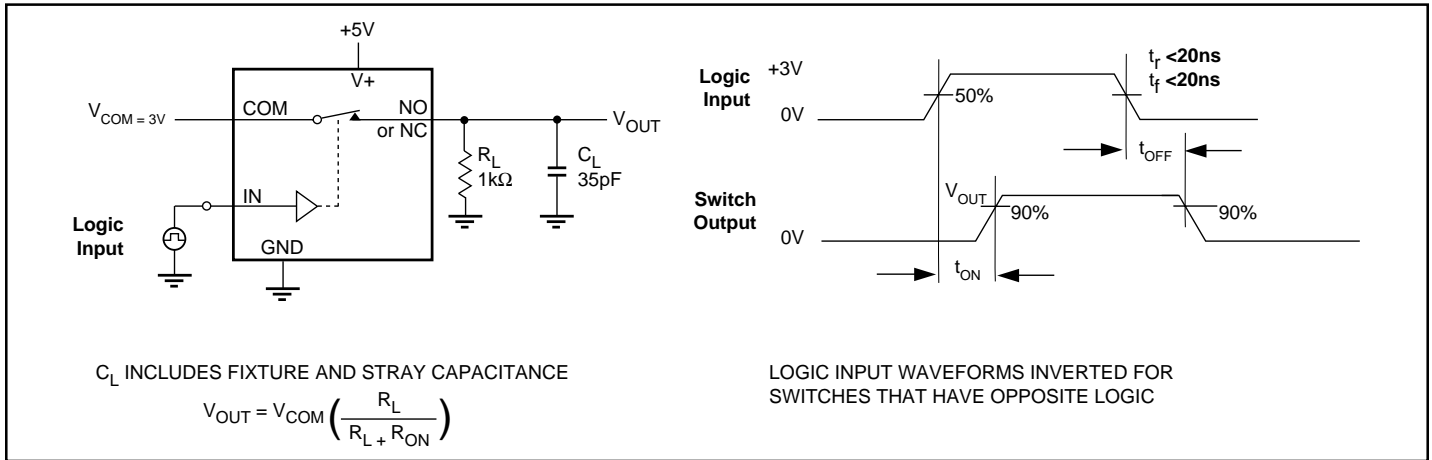 +5V
V+
COM
NO
or NC
V_COM = 3V
V_OUT
R_L
1kΩ
C_L
35pF
IN
Logic
Input
GND
C_L INCLUDES FIXTURE AND STRAY CAPACITANCE
V_OUT = V_COM ( R_L / R_L + R_ON )
Logic
Input
+3V
0V
50%
t_r <20ns
t_f <20ns
t_OFF
Switch
Output
V_OUT
0V
90%
90%
t_ON
LOGIC INPUT WAVEFORMS INVERTED FOR
SWITCHES THAT HAVE OPPOSITE LOGIC